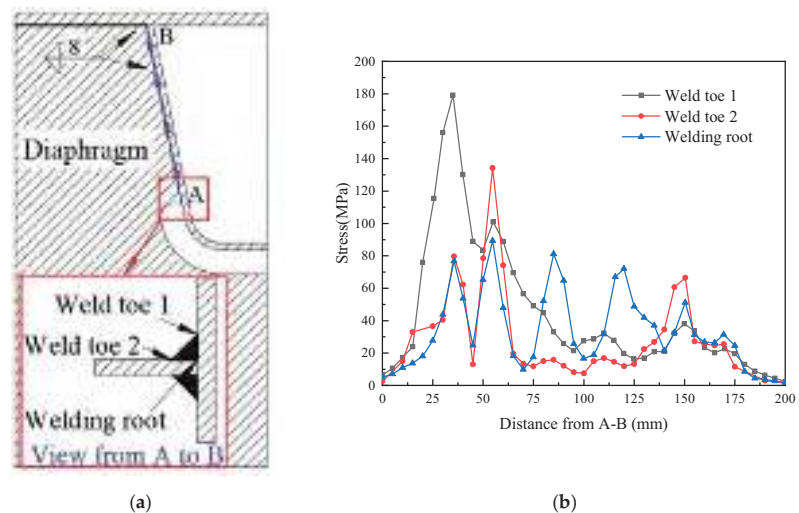 8
B
Diaphragm
A
Weld toe 1
Weld toe 2
Welding root
View from A to B
(a)
200
180
160
140
120
100
80
60
40
20
0
Stress(MPa)
Weld toe 1
Weld toe 2
Welding root
0 25 50 75 100 125 150 175 200
Distance from A-B (mm)
(b)